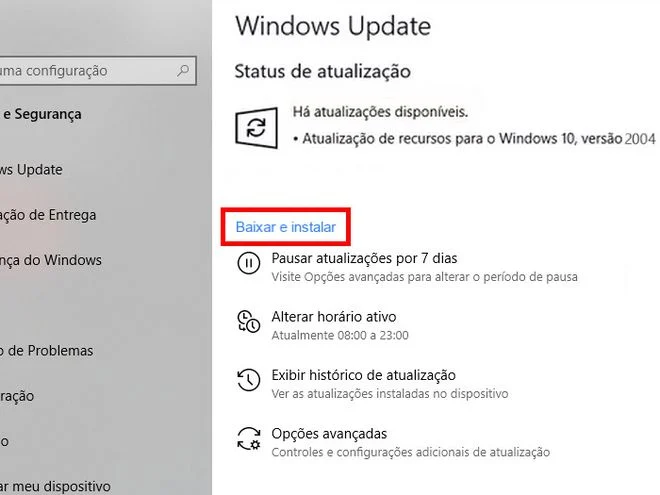 Windows Update
Status de atualização
uma configuração
Há atualizações disponíveis.
• Atualização de recursos para o Windows 10, versão 2004
e Segurança
ws Update
ação de Entrega
nça do Windows
o de Problemas
ração
o
ar meu dispositivo
Baixar e instalar
Pausar atualizações por 7 dias
Visite Opções avançadas para alterar o período de pausa
Alterar horário ativo
Atualmente 08:00 a 23:00
Exibir histórico de atualização
Ver as atualizações instaladas no dispositivo
Opções avançadas
Controles e configurações adicionais de atualização